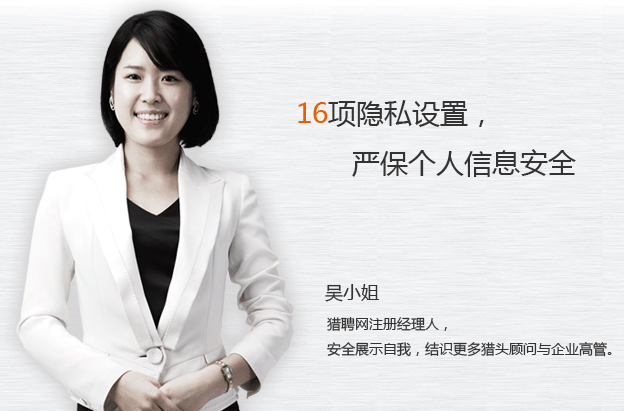 16项隐私设置，
严保个人信息安全
吴小姐
猎聘网注册经理人，
安全展示自我，结识更多猎头顾问与企业高管。